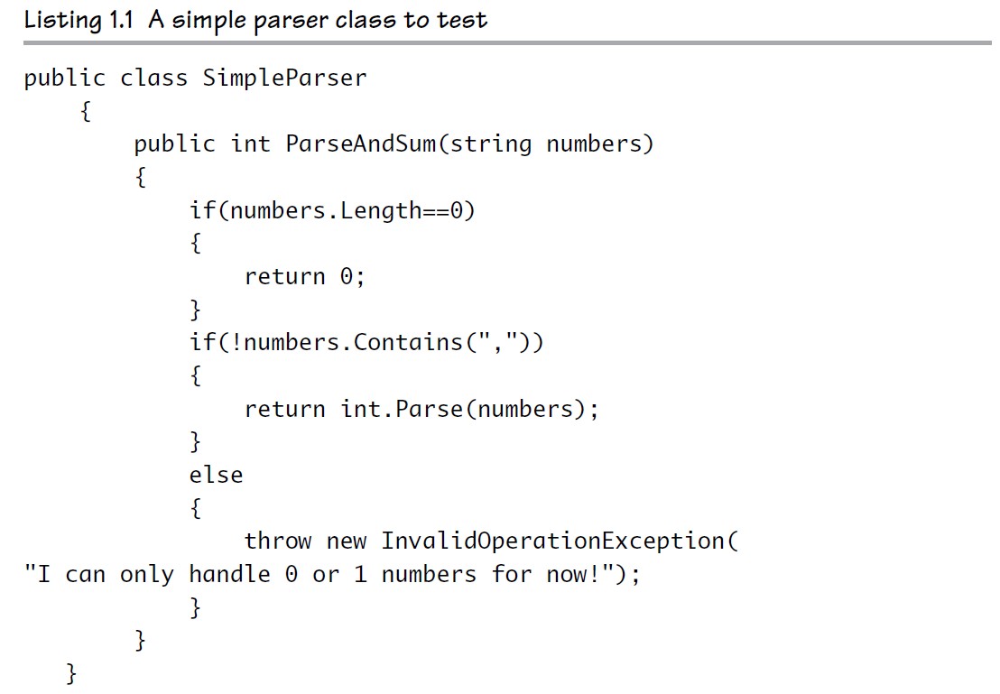 Listing 1.1 A simple parser class to test
public class SimpleParser
{
public int ParseAndSum(string numbers)
{
if(numbers.Length==0)
{
return 0;
}
if(!numbers.Contains(","))
{
return int.Parse(numbers);
}
else
{
throw new InvalidOperationException(
"I can only handle 0 or 1 numbers for now!");
}
}
}